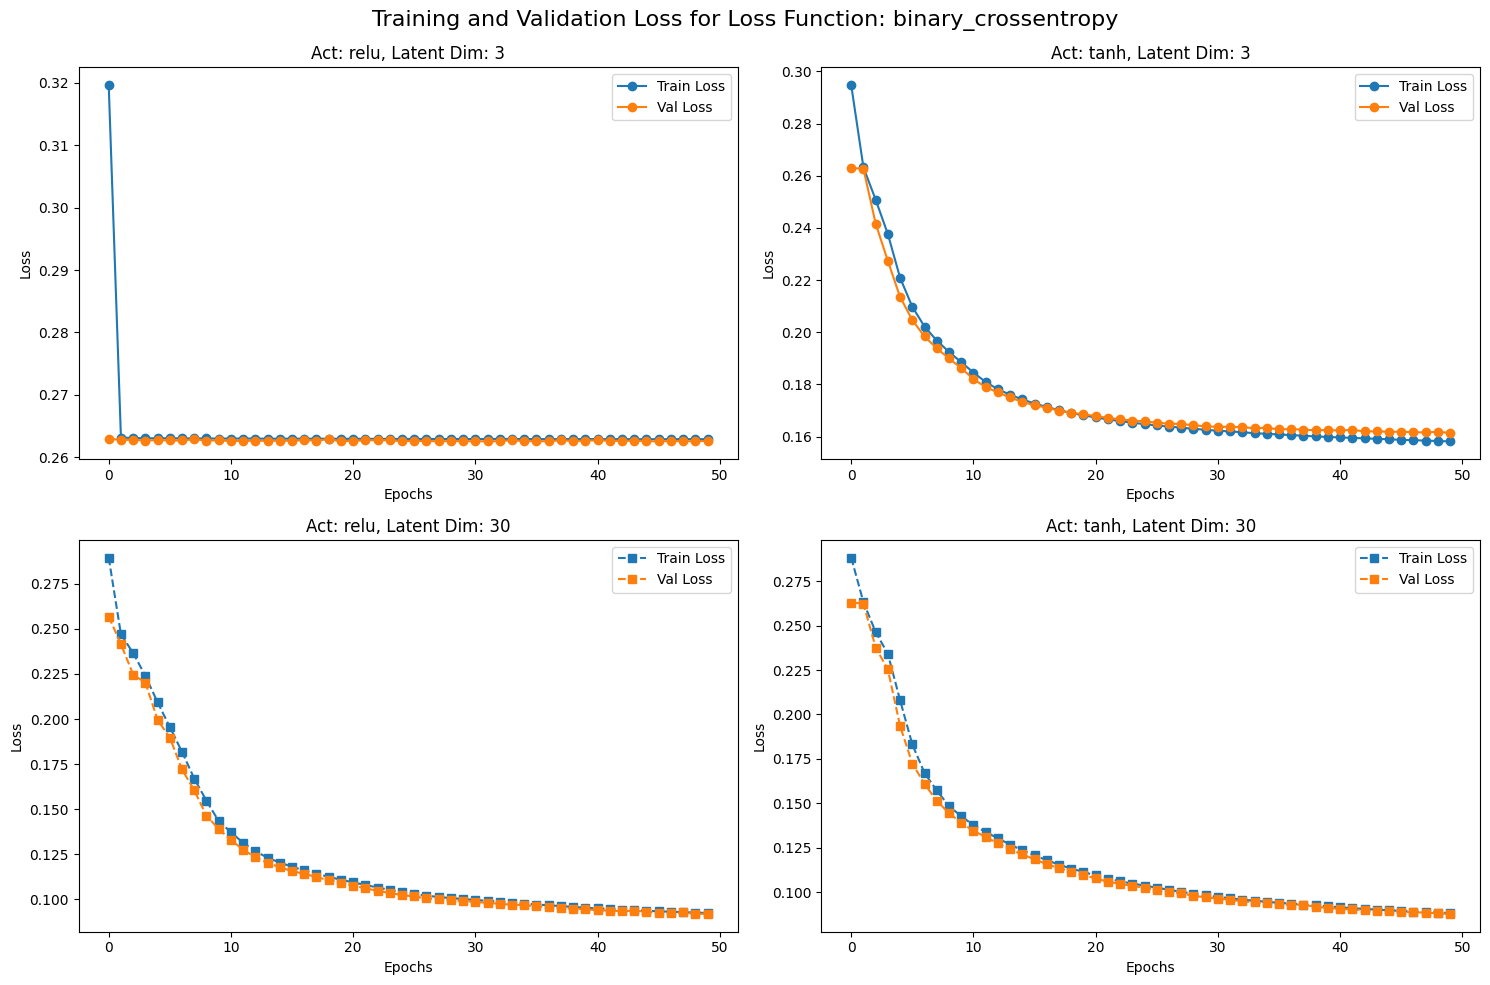 Training and Validation Loss for Loss Function: binary_crossentropy
Act: relu, Latent Dim: 3
0.32
0.31
0.30
0.29
0.28
0.27
0.26
Loss
0
10
20
30
40
50
Epochs
Train Loss
Val Loss
Act: tanh, Latent Dim: 3
0.30
0.28
0.26
0.24
0.22
0.20
0.18
0.16
Loss
0
10
20
30
40
50
Epochs
Train Loss
Val Loss
Act: relu, Latent Dim: 30
0.275
0.250
0.225
0.200
0.175
0.150
0.125
0.100
Loss
0
10
20
30
40
50
Epochs
Train Loss
Val Loss
Act: tanh, Latent Dim: 30
0.275
0.250
0.225
0.200
0.175
0.150
0.125
0.100
Loss
0
10
20
30
40
50
Epochs
Train Loss
Val Loss